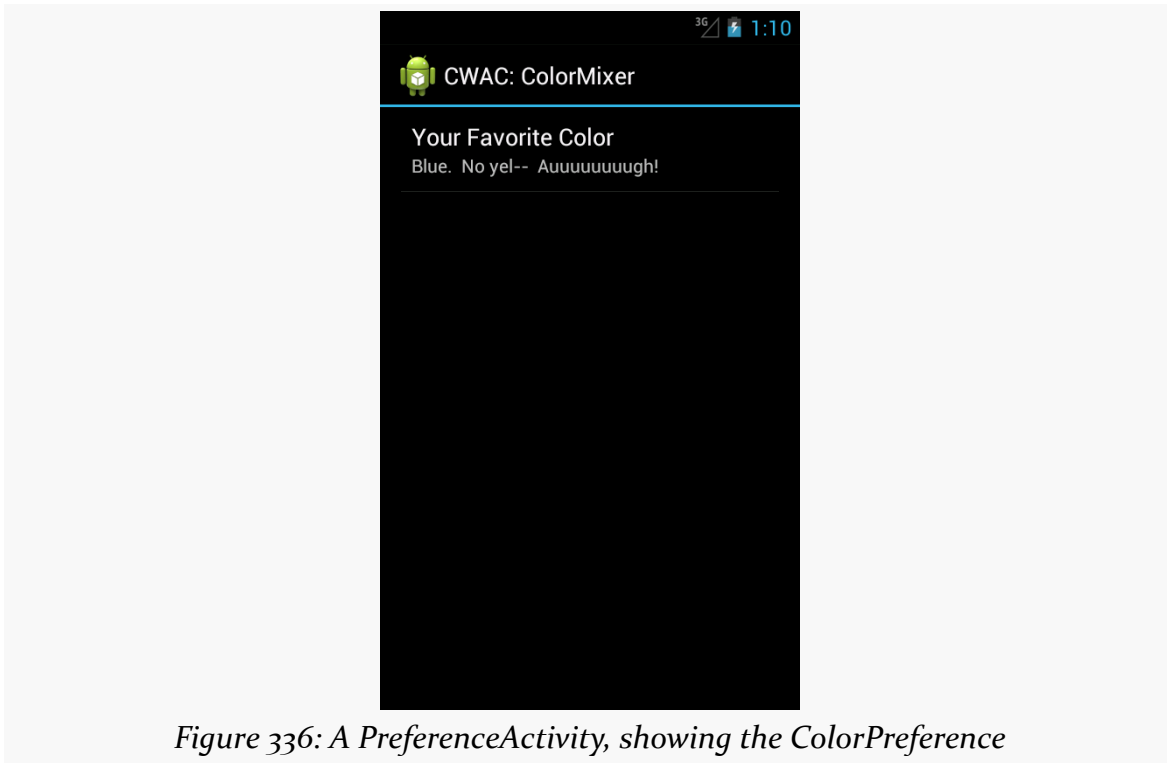 3G 1:10
CWAC: ColorMixer
Your Favorite Color
Blue.  No yel--  Auuuuuuuugh!
Figure 336: A PreferenceActivity, showing the ColorPreference